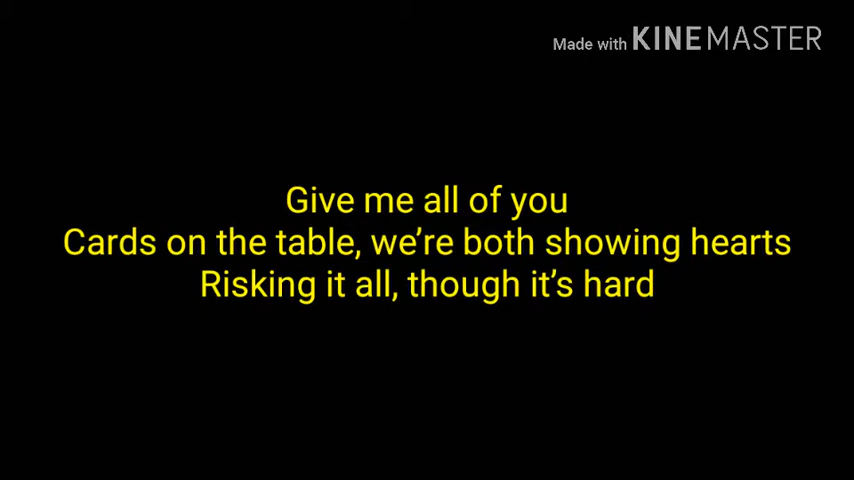 Made with KINEMASTER
Give me all of you
Cards on the table, we’re both showing hearts
Risking it all, though it’s hard